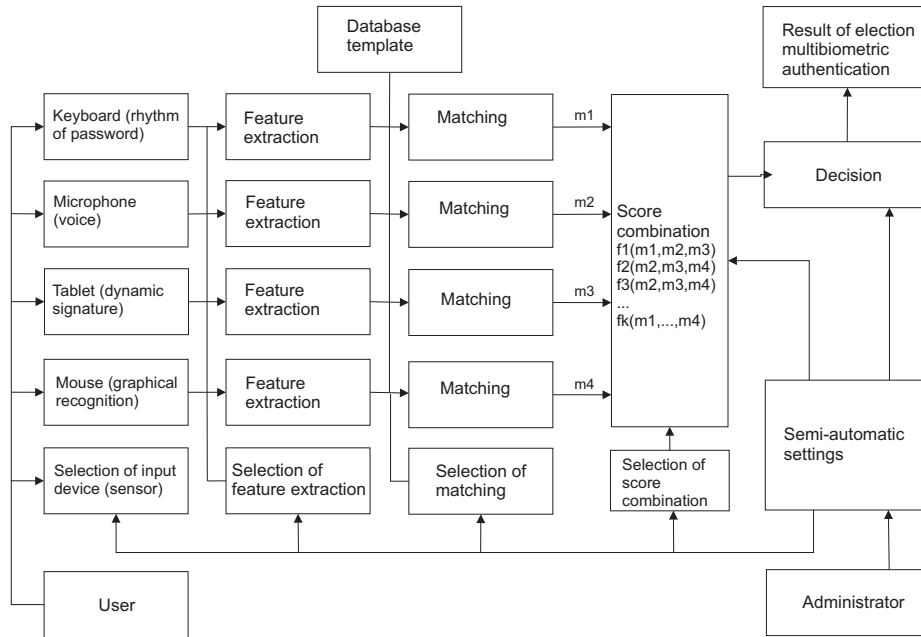 Database
template
Result of election
multibiometric
authentication
Keyboard (rhythm
of password)
Feature
extraction
Matching
m1
Microphone
(voice)
Feature
extraction
Matching
m2
Score
combination
f1(m1,m2,m3)
f2(m2,m3,m4)
f3(m2,m3,m4)
...
fk(m1,...,m4)
Decision
Tablet (dynamic
signature)
Feature
extraction
Matching
m3
Mouse (graphical
recognition)
Feature
extraction
Matching
m4
Selection of input
device (sensor)
Selection of
feature extraction
Selection of
matching
Selection of
score
combination
Semi-automatic
settings
User
Administrator